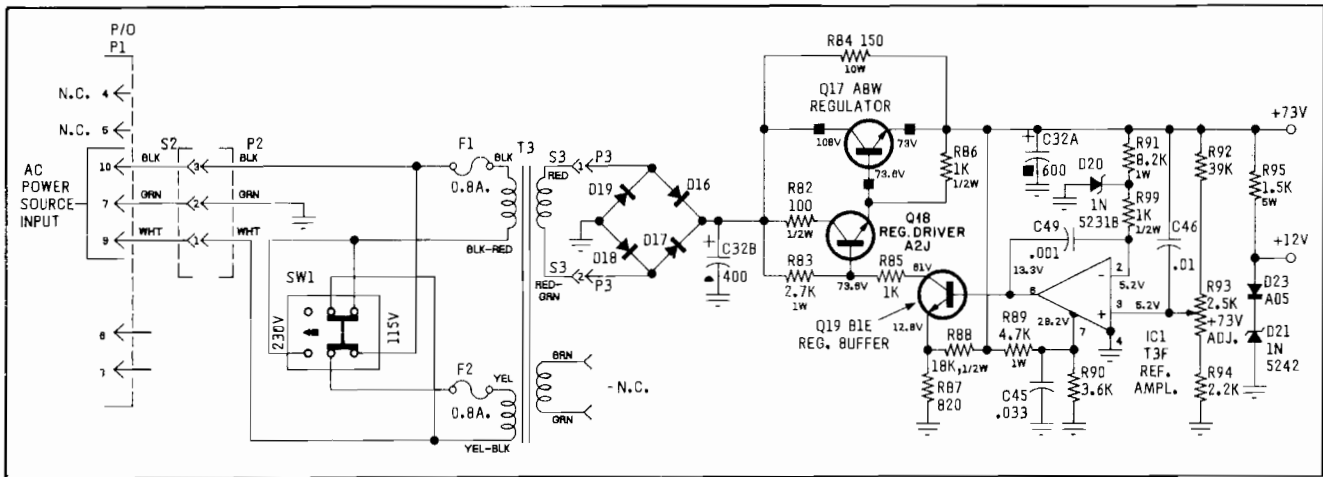 P/O
P1
N.C. 4
N.C. 5
AC
POWER
SOURCE
INPUT
10
BLK
7
GRN
9
WHT
6
7
S2
P2
3
BLK
2
GRN
1
WHT
SW1
230V
115V
F1
0.8A.
F2
0.8A.
BLK
BLK-RED
YEL
YEL-BLK
T3
S3
P3
RED
S3
P3
RED-
GRN
BRN
GRN
-N.C.
D19
D16
D18
D17
+
C32B
400
R84 150
10W
Q17 A8W
REGULATOR
108V
73V
73.6V
R86
1K
1/2W
R82
100
1/2W
Q18
REG. DRIVER
A2J
R83
2.7K
1W
73.6V
R85
1K
61V
Q19 B1E
REG. BUFFER
12.8V
R88
18K, 1/2W
R87
820
R89
4.7K
1W
C45
.033
R90
3.6K
+
C32A
600
D20
1N
5231B
R91
8.2K
1W
R99
1K
1/2W
C49
.001
C46
.01
13.3V
6
2
5.2V
3
5.2V
28.2V
7
4
-
+
IC1
T3F
REF.
AMPL.
R92
39K
R93
2.5K
+73V
ADJ.
R94
2.2K
R95
1.5K
5W
+73V
+12V
D23
A05
D21
1N
5242